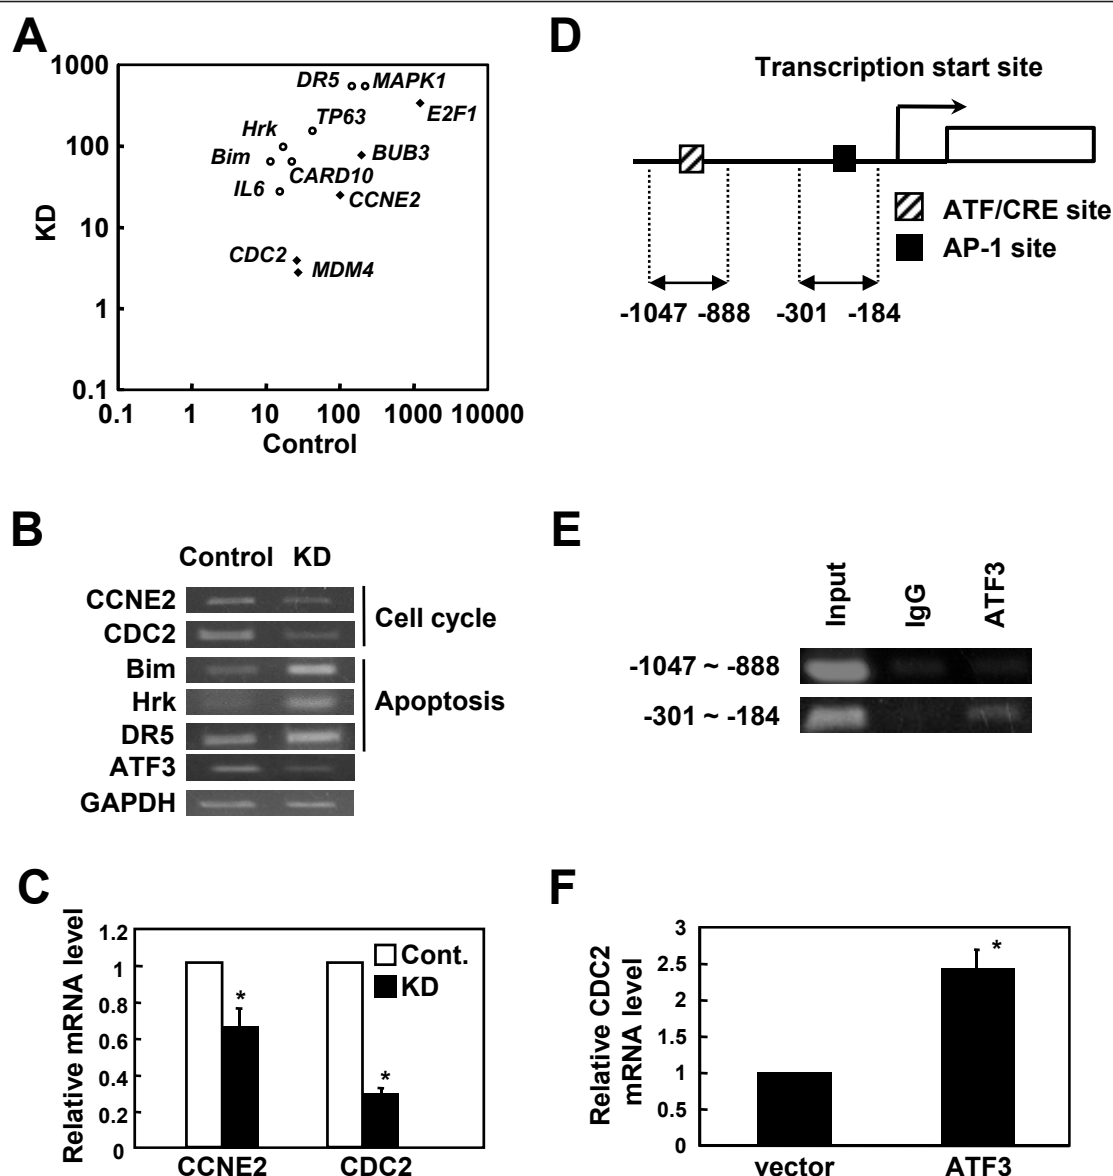 A
1000
100
10
1
0.1
KD
DR5
MAPK1
E2F1
TP63
Hrk
BUB3
Bim
CARD10
IL6
CCNE2
CDC2
MDM4
0.1 1 10 100 1000 10000
Control
B
Control KD
CCNE2
CDC2
Cell cycle
Bim
Hrk
DR5
Apoptosis
ATF3
GAPDH
C
Relative mRNA level
1.2
1
0.8
0.6
0.4
0.2
0
Cont.
KD
*
*
CCNE2 CDC2
D
Transcription start site
ATF/CRE site
AP-1 site
-1047 -888 -301 -184
E
Input IgG ATF3
-1047 ~ -888
-301 ~ -184
F
Relative CDC2
mRNA level
3
2.5
2
1.5
1
0.5
0
*
vector ATF3